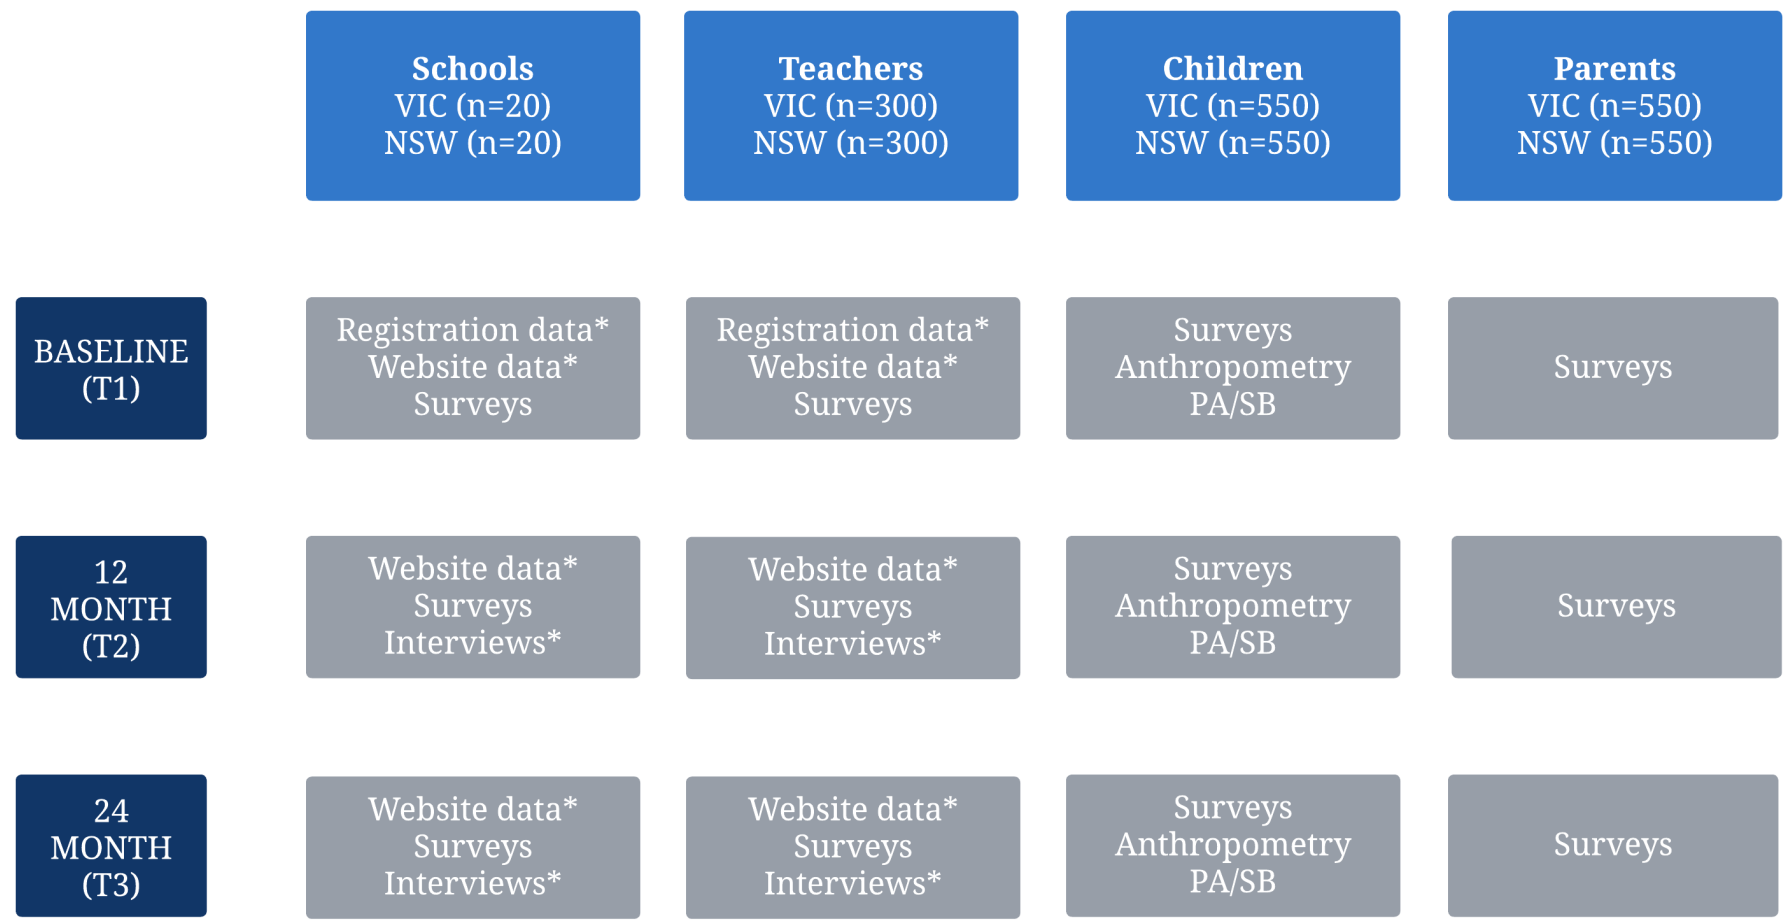 Schools
VIC (n=20)
NSW (n=20)
Teachers
VIC (n=300)
NSW (n=300)
Children
VIC (n=550)
NSW (n=550)
Parents
VIC (n=550)
NSW (n=550)
BASELINE
(T1)
Registration data*
Website data*
Surveys
Registration data*
Website data*
Surveys
Surveys
Anthropometry
PA/SB
Surveys
12
MONTH
(T2)
Website data*
Surveys
Interviews*
Website data*
Surveys
Interviews*
Surveys
Anthropometry
PA/SB
Surveys
24
MONTH
(T3)
Website data*
Surveys
Interviews*
Website data*
Surveys
Interviews*
Surveys
Anthropometry
PA/SB
Surveys